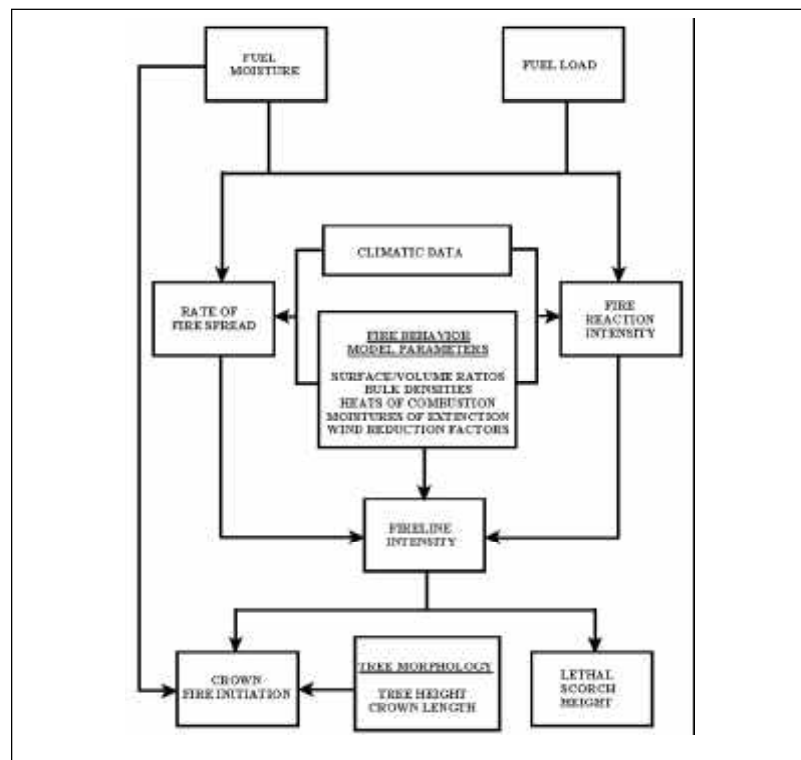 FUEL
MOISTURE
FUEL LOAD
CLIMATIC DATA
RATE OF
FIRE SPREAD
FIRE
REACTION
INTENSITY
FIRE BEHAVIOR
MODEL PARAMETERS
SURFACE/VOLUME RATIOS
BULK DENSITIES
HEATS OF COMBUSTION
MOISTURES OF EXTINCTION
WIND REDUCTION FACTORS
FIRELINE
INTENSITY
CROWN
FIRE INITIATION
TREE MORPHOLOGY
TREE HEIGHT
CROWN LENGTH
LETHAL
SCORCH
HEIGHT